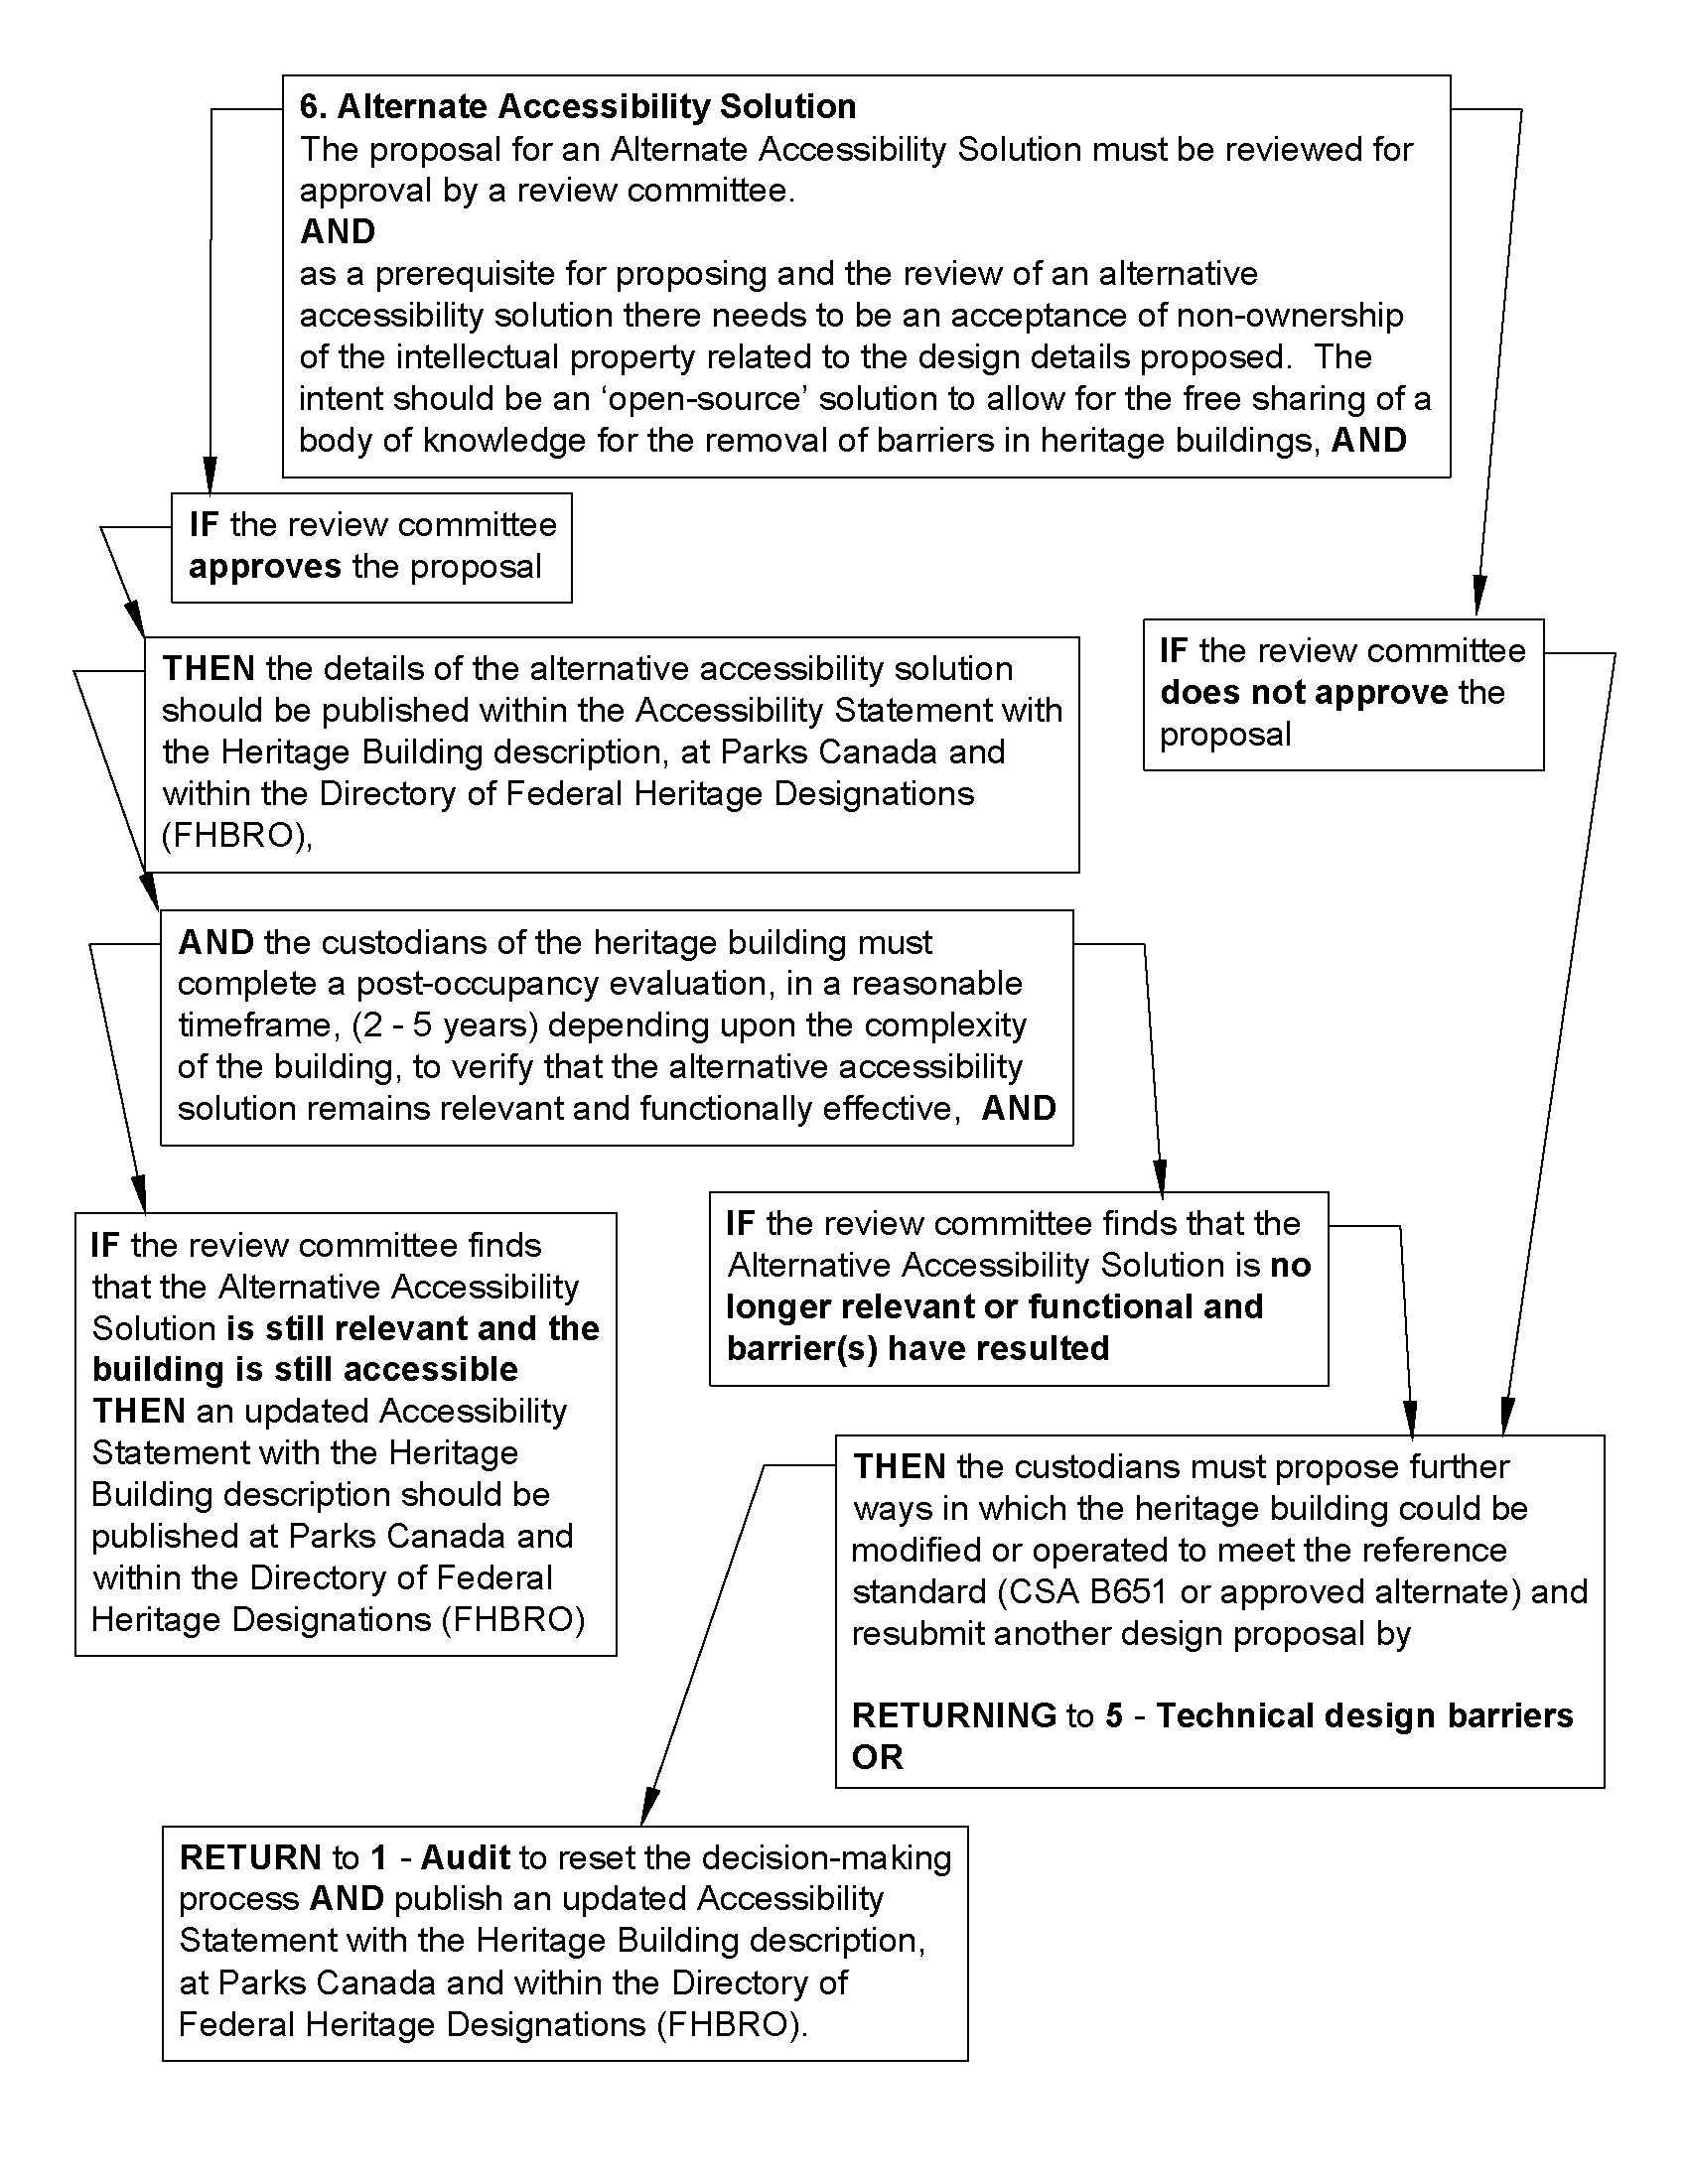 6. Alternate Accessibility Solution
The proposal for an Alternate Accessibility Solution must be reviewed for
approval by a review committee.
AND
as a prerequisite for proposing and the review of an alternative
accessibility solution there needs to be an acceptance of non-ownership
of the intellectual property related to the design details proposed.  The
intent should be an ‘open-source’ solution to allow for the free sharing of a
body of knowledge for the removal of barriers in heritage buildings, AND
IF the review committee
approves the proposal
THEN the details of the alternative accessibility solution
should be published within the Accessibility Statement with
the Heritage Building description, at Parks Canada and
within the Directory of Federal Heritage Designations
(FHBRO),
IF the review committee
does not approve the
proposal
AND the custodians of the heritage building must
complete a post-occupancy evaluation, in a reasonable
timeframe, (2 - 5 years) depending upon the complexity
of the building, to verify that the alternative accessibility
solution remains relevant and functionally effective,  AND
IF the review committee finds
that the Alternative Accessibility
Solution is still relevant and the
building is still accessible
THEN an updated Accessibility
Statement with the Heritage
Building description should be
published at Parks Canada and
within the Directory of Federal
Heritage Designations (FHBRO)
IF the review committee finds that the
Alternative Accessibility Solution is no
longer relevant or functional and
barrier(s) have resulted
THEN the custodians must propose further
ways in which the heritage building could be
modified or operated to meet the reference
standard (CSA B651 or approved alternate) and
resubmit another design proposal by
RETURNING to 5 - Technical design barriers
OR
RETURN to 1 - Audit to reset the decision-making
process AND publish an updated Accessibility
Statement with the Heritage Building description,
at Parks Canada and within the Directory of
Federal Heritage Designations (FHBRO).